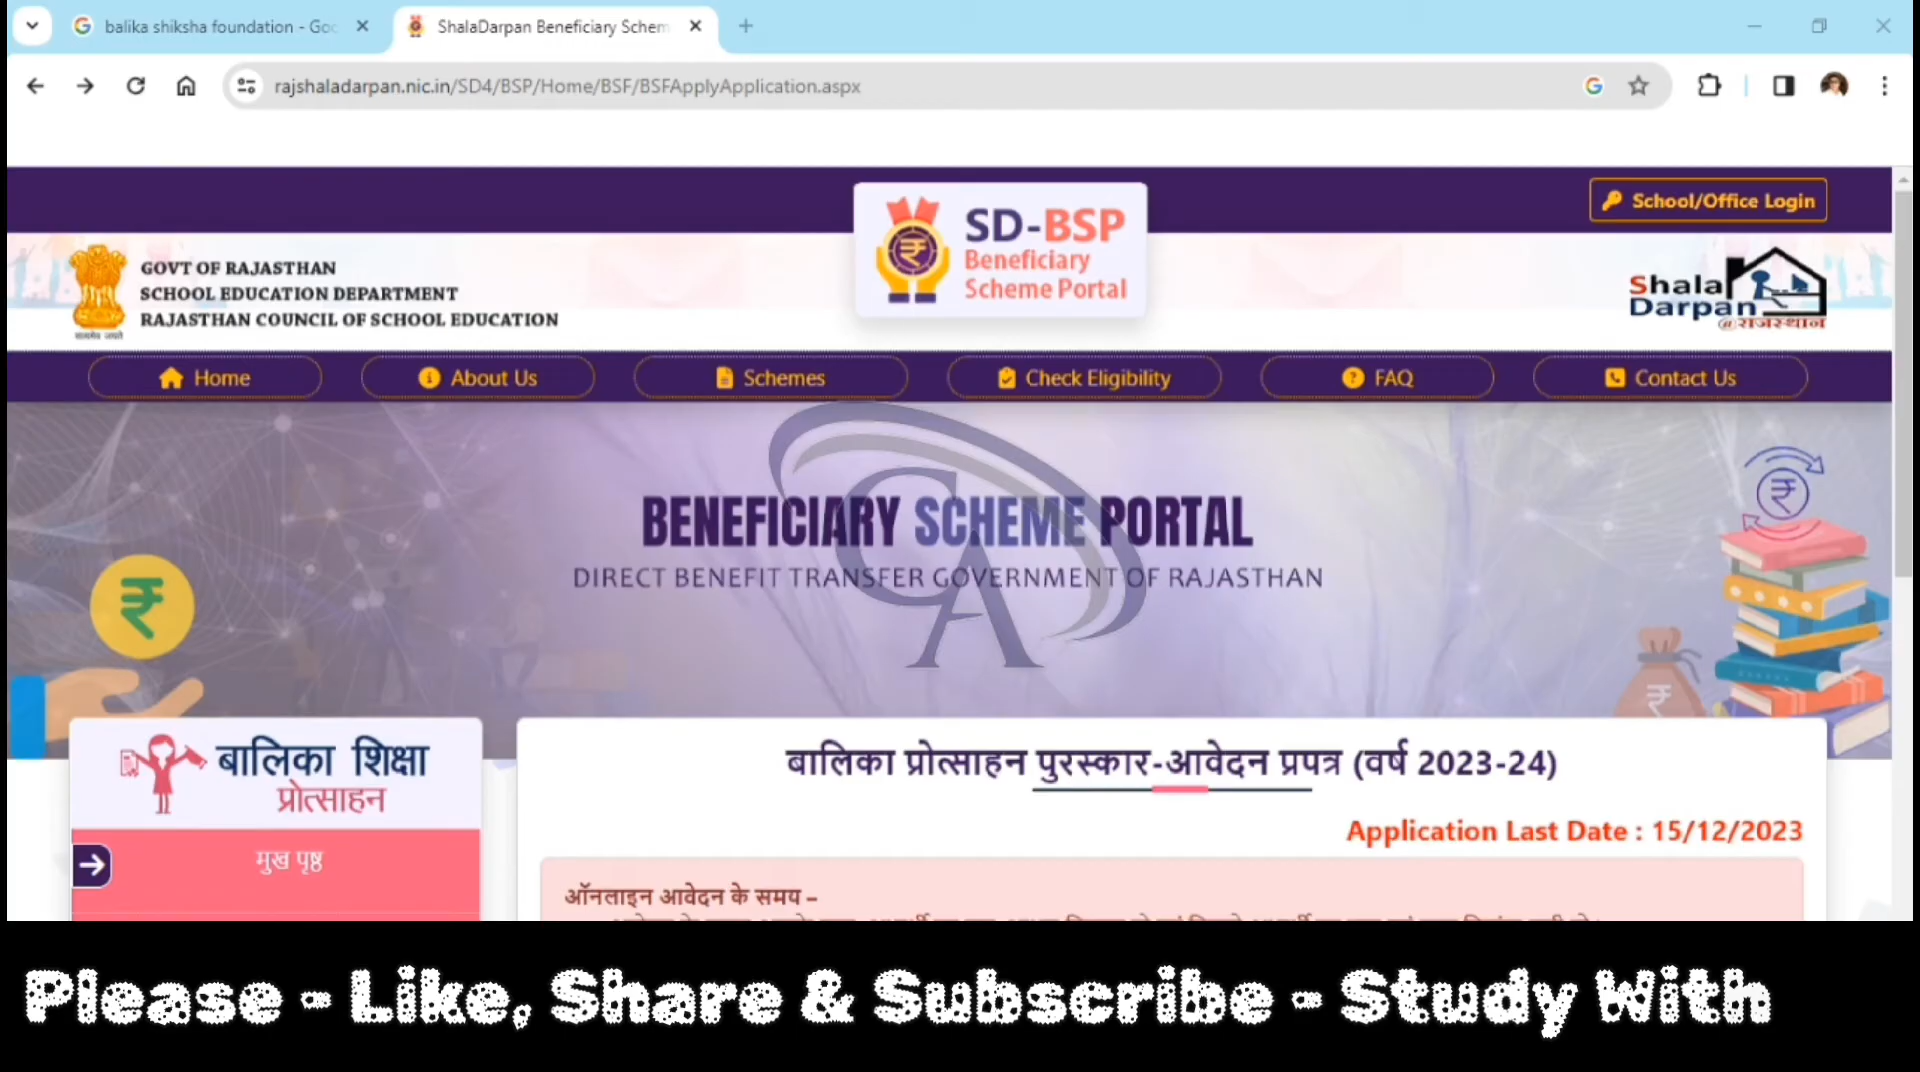 balika shiksha foundation - Goo
ShalaDarpan Beneficiary Schem
rajshaladarpan.nic.in/SD4/BSP/Home/BSF/BSFApplyApplication.aspx
School/Office Login
GOVT OF RAJASTHAN
SCHOOL EDUCATION DEPARTMENT
RAJASTHAN COUNCIL OF SCHOOL EDUCATION
SD-BSP
Beneficiary
Scheme Portal
Shala
Darpan
@राजस्थान
Home
About Us
Schemes
Check Eligibility
FAQ
Contact Us
CA
BENEFICIARY SCHEME PORTAL
DIRECT BENEFIT TRANSFER GOVERNMENT OF RAJASTHAN
बालिका शिक्षा
प्रोत्साहन
मुख पृष्ठ
बालिका प्रोत्साहन पुरस्कार-आवेदन प्रपत्र (वर्ष 2023-24)
Application Last Date : 15/12/2023
ऑनलाइन आवेदन के समय –
Please - Like, Share & Subscribe - Study With